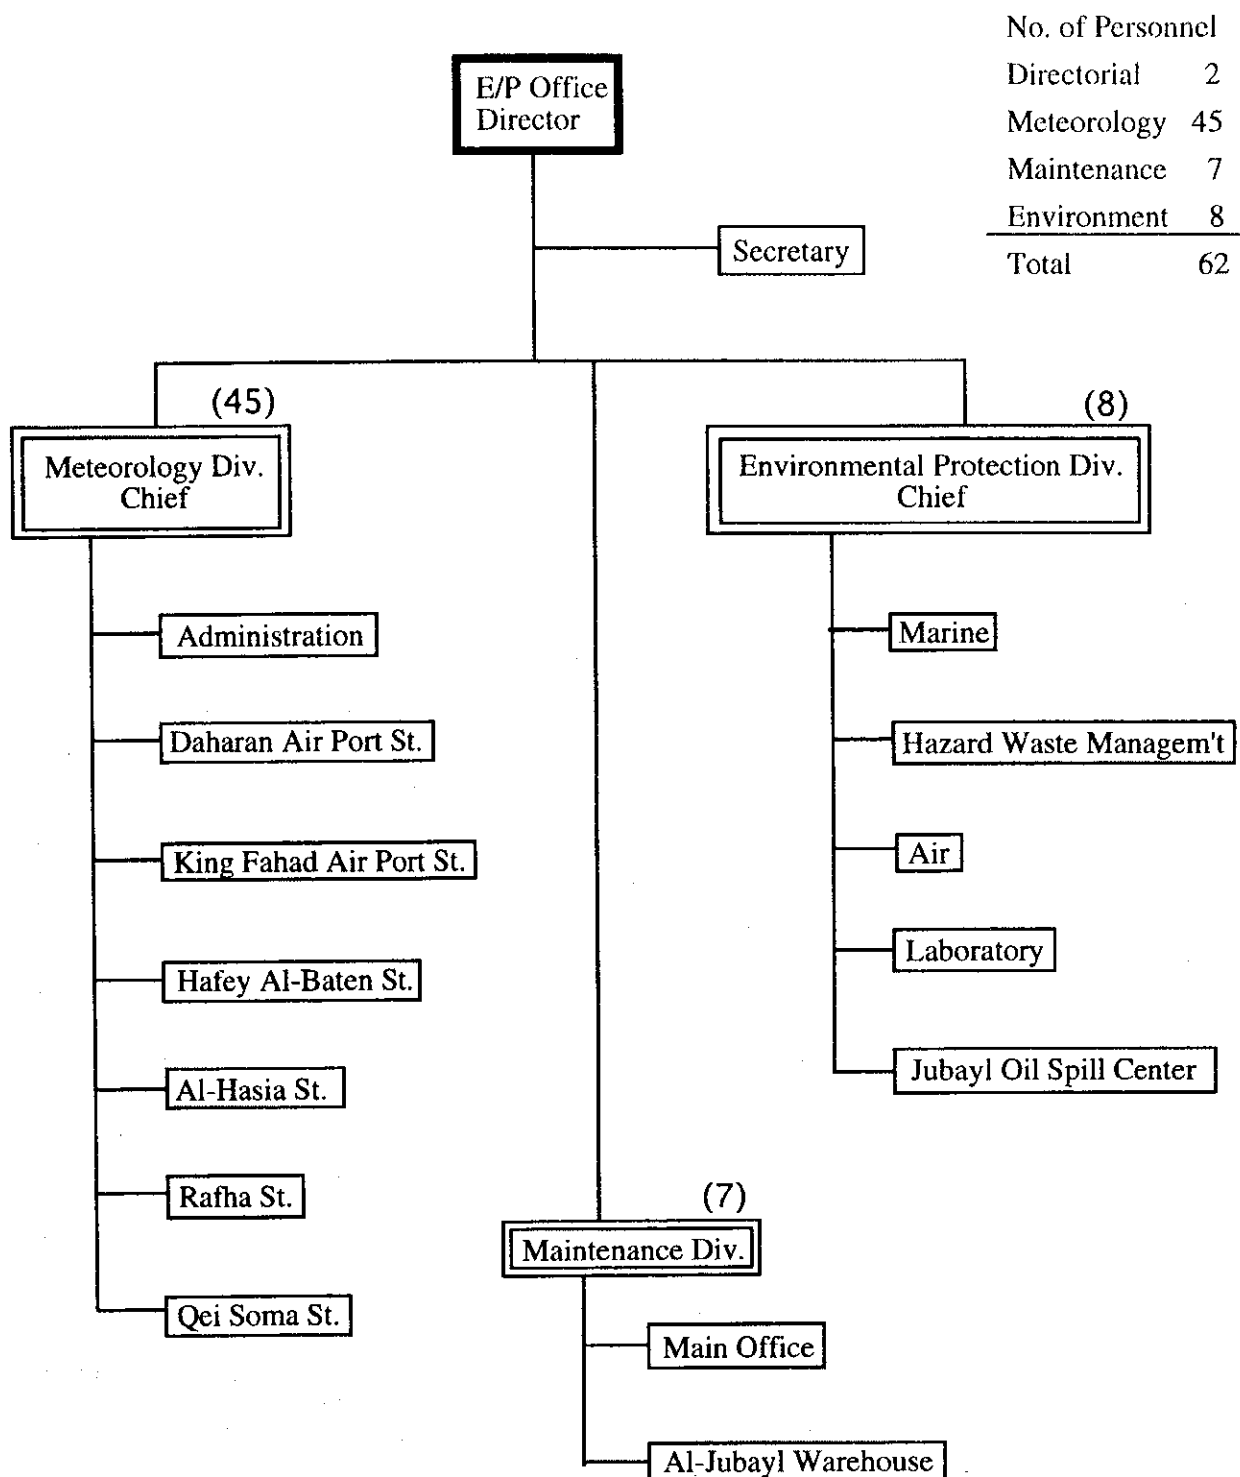 No. of Personnel
Directorial 2
Meteorology 45
Maintenance 7
Environment 8
Total 62
E/P Office
Director
Secretary
(45)
Meteorology Div.
Chief
Administration
Daharan Air Port St.
King Fahad Air Port St.
Hafey Al-Baten St.
Al-Hasia St.
Rafha St.
Qei Soma St.
(8)
Environmental Protection Div.
Chief
Marine
Hazard Waste Managem't
Air
Laboratory
Jubayl Oil Spill Center
(7)
Maintenance Div.
Main Office
Al-Jubayl Warehouse